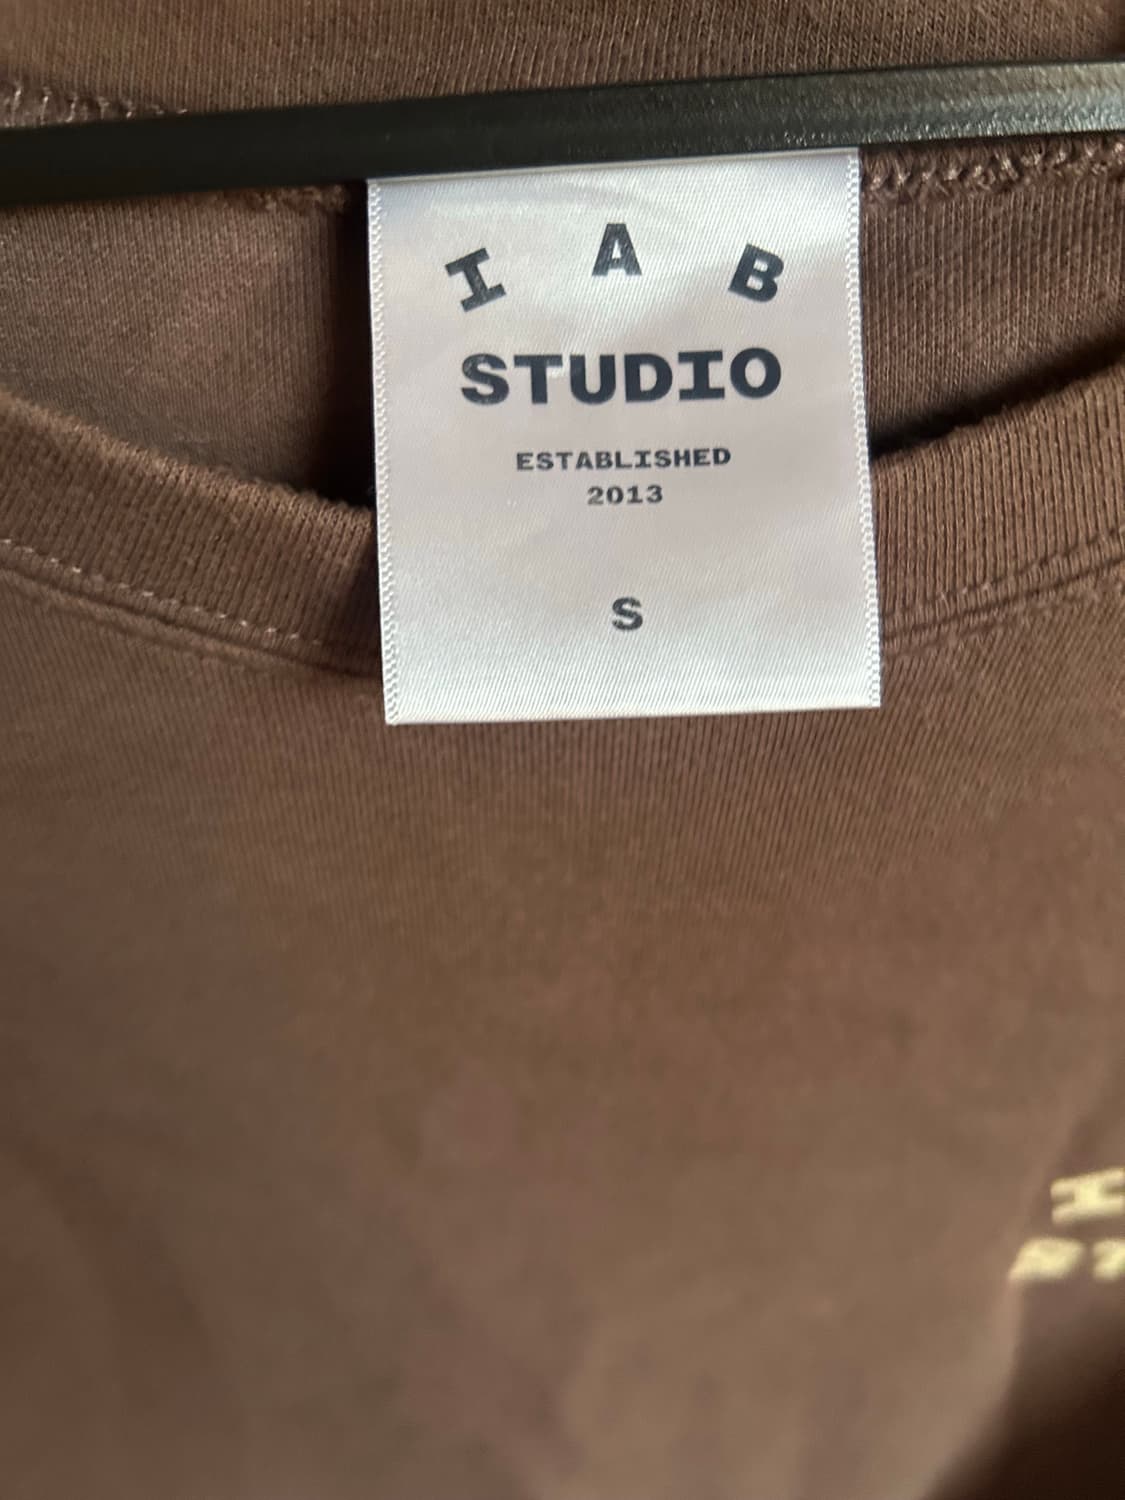 I A B
STUDIO
ESTABLISHED
2013
S